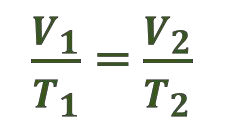 V₁/T₁ = V₂/T₂